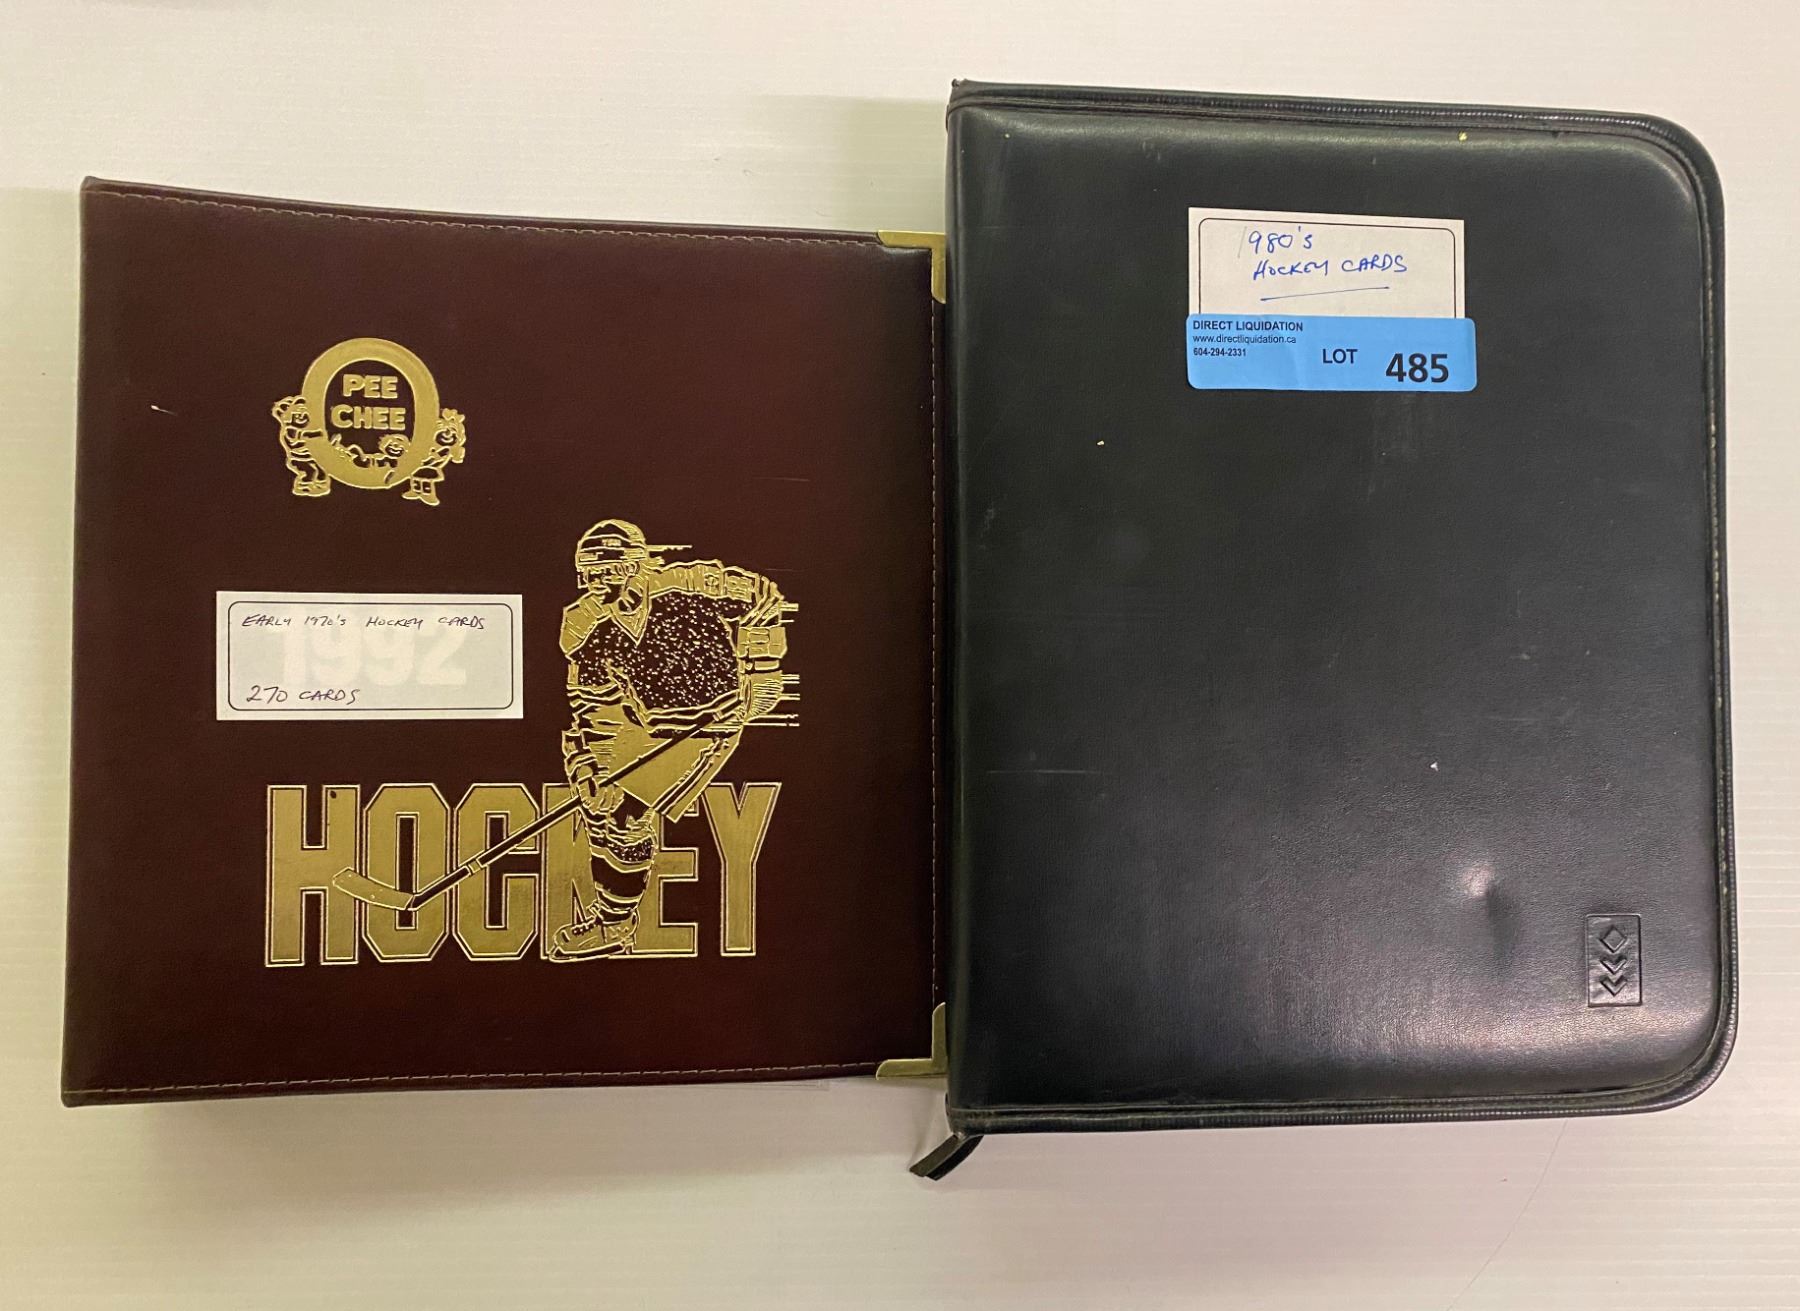 PEE
CHEE
EARLY 1970's HOCKEY CARDS
1992
270 CARDS
HOCKEY
1980's
HOCKEY CARDS
DIRECT LIQUIDATION
www.directliquidation.ca
604-294-2331
LOT 485